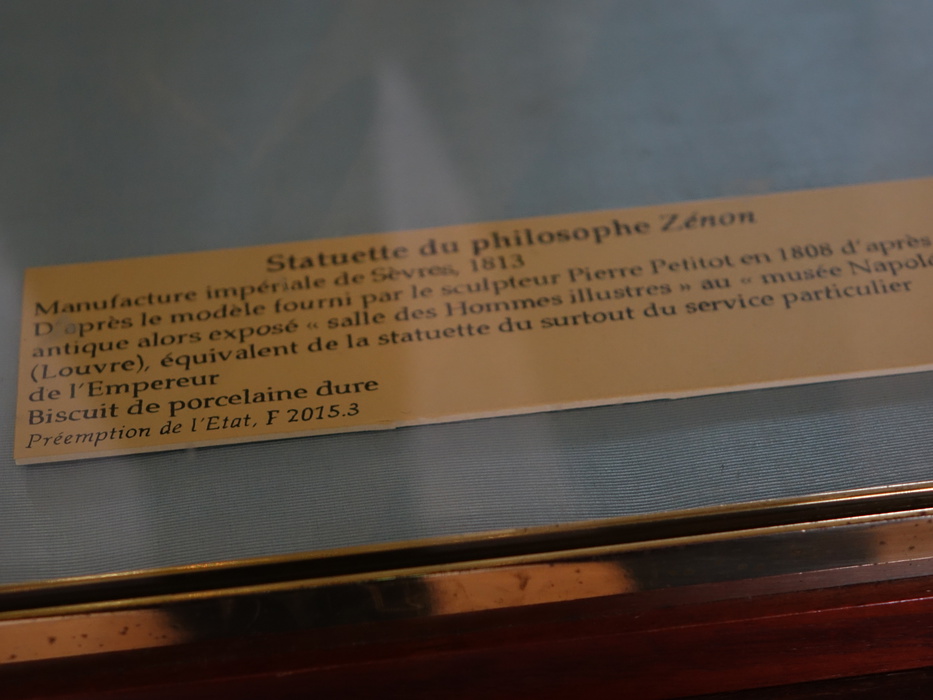 Statuette du philosophe Zénon
Manufacture impériale de Sèvres, 1813
D'après le modèle fourni par le sculpteur Pierre Petitot en 1808 d'après
antique alors exposé « salle des Hommes illustres » au « musée Napolé
(Louvre), équivalent de la statuette du surtout du service particulier
de l'Empereur
Biscuit de porcelaine dure
Préemption de l'Etat, F 2015.3